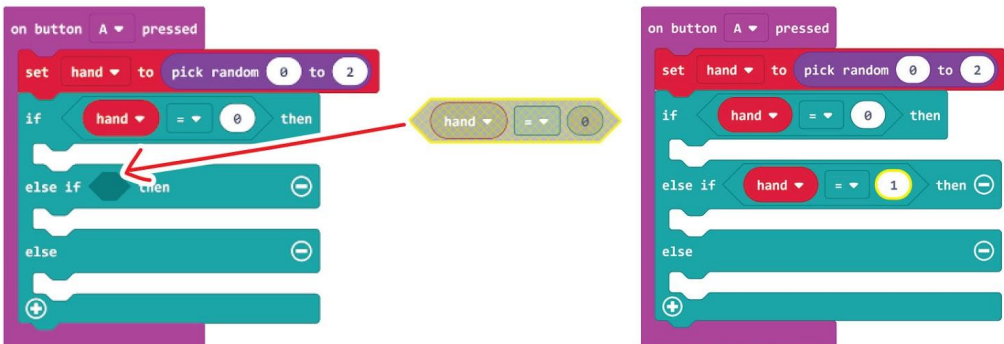 on button A pressed
set hand to pick random 0 to 2
if hand = 0 then
else if then
else
hand = 0
on button A pressed
set hand to pick random 0 to 2
if hand = 0 then
else if hand = 1 then
else